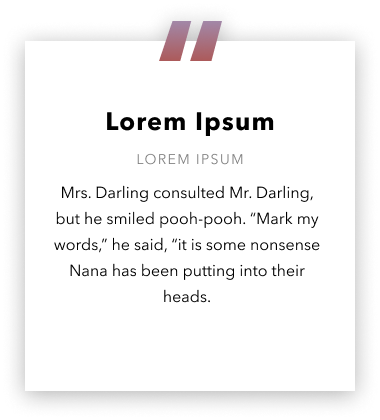 Lorem Ipsum
LOREM IPSUM
Mrs. Darling consulted Mr. Darling,
but he smiled pooh-pooh. “Mark my
words,” he said, “it is some nonsense
Nana has been putting into their
heads.